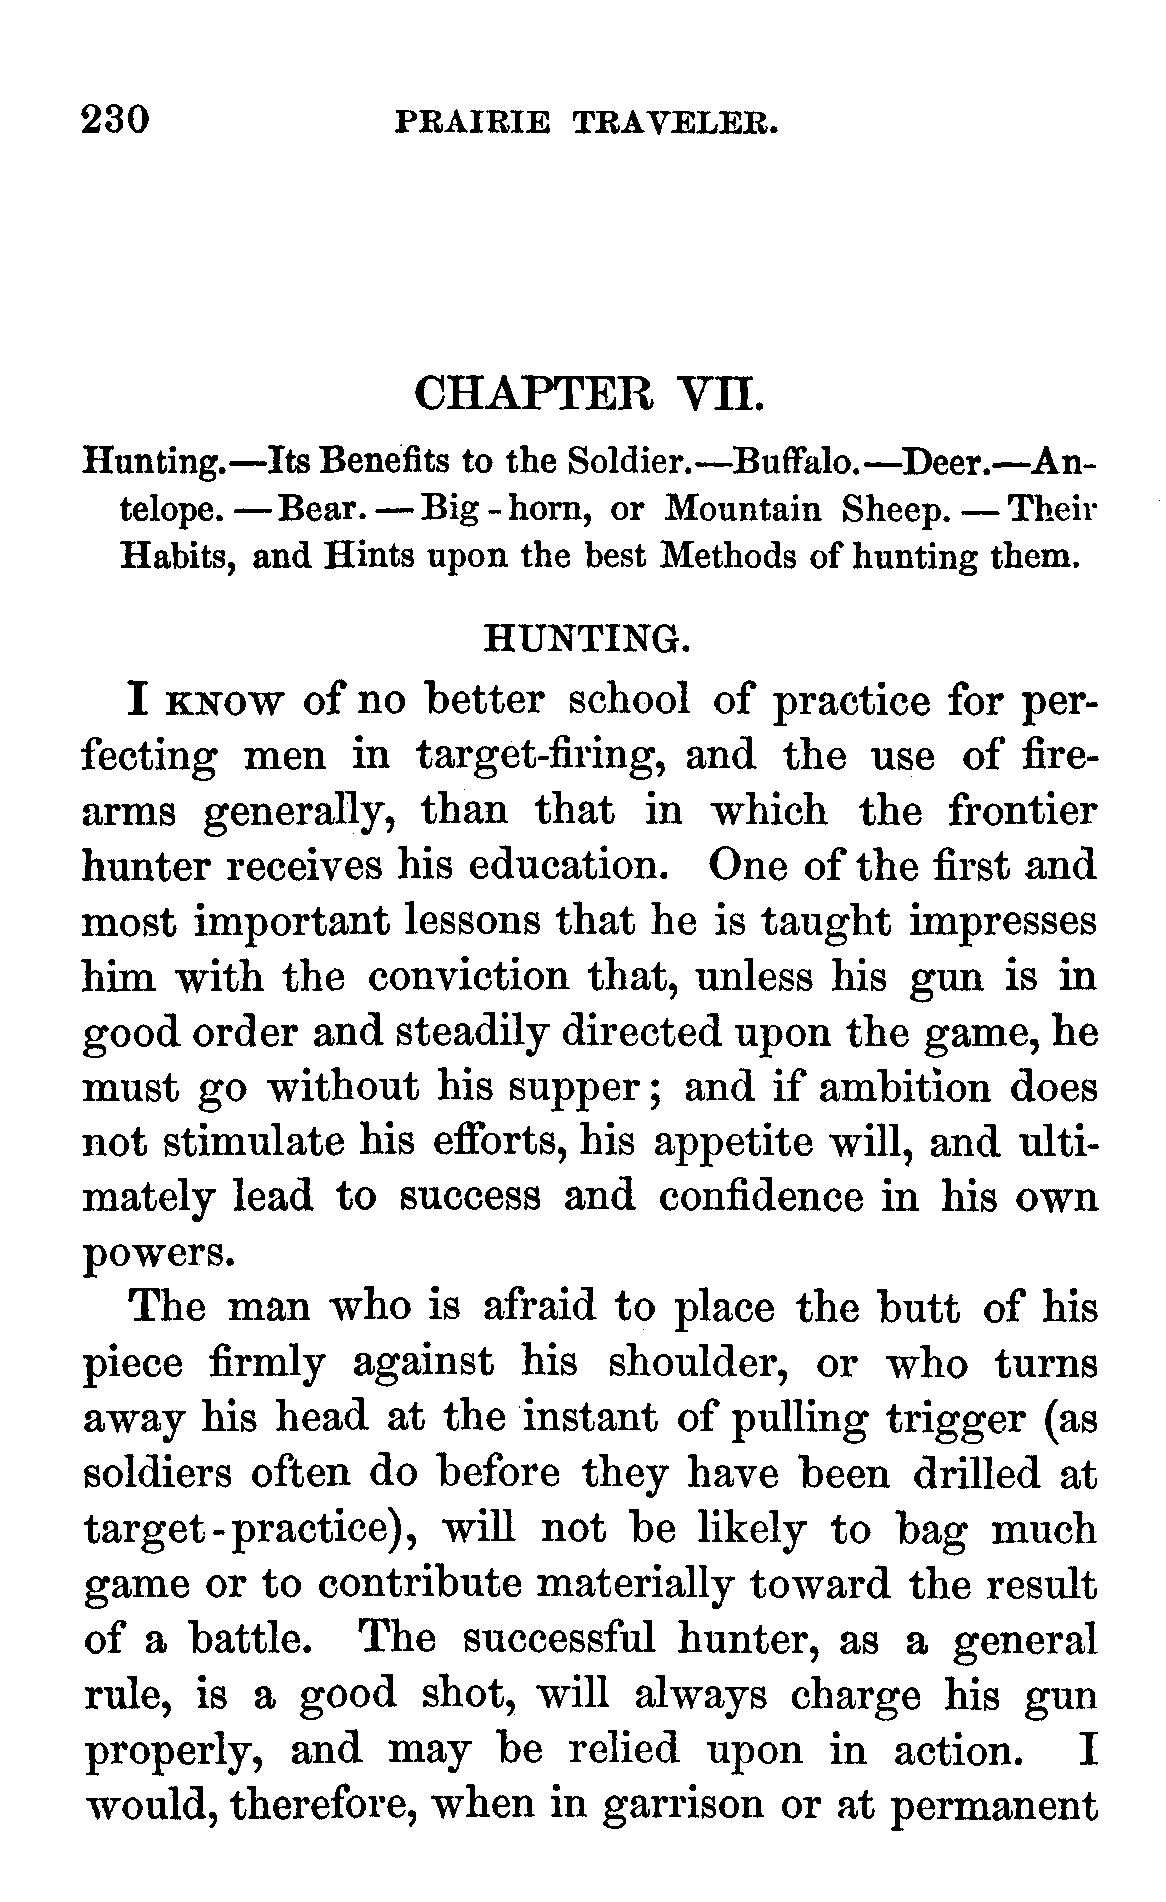 230 PRAIRIE TRAVELER.
CHAPTER VII.
Hunting.—Its Benefits to the Soldier.—Buffalo.—Deer.—An-
telope. — Bear. — Big-horn, or Mountain Sheep. — Their
Habits, and Hints upon the best Methods of hunting them.
HUNTING.
I KNOW of no better school of practice for per-
fecting men in target-firing, and the use of fire-
arms generally, than that in which the frontier
hunter receives his education. One of the first and
most important lessons that he is taught impresses
him with the conviction that, unless his gun is in
good order and steadily directed upon the game, he
must go without his supper; and if ambition does
not stimulate his efforts, his appetite will, and ulti-
mately lead to success and confidence in his own
powers.
The man who is afraid to place the butt of his
piece firmly against his shoulder, or who turns
away his head at the instant of pulling trigger (as
soldiers often do before they have been drilled at
target-practice), will not be likely to bag much
game or to contribute materially toward the result
of a battle. The successful hunter, as a general
rule, is a good shot, will always charge his gun
properly, and may be relied upon in action. I
would, therefore, when in garrison or at permanent